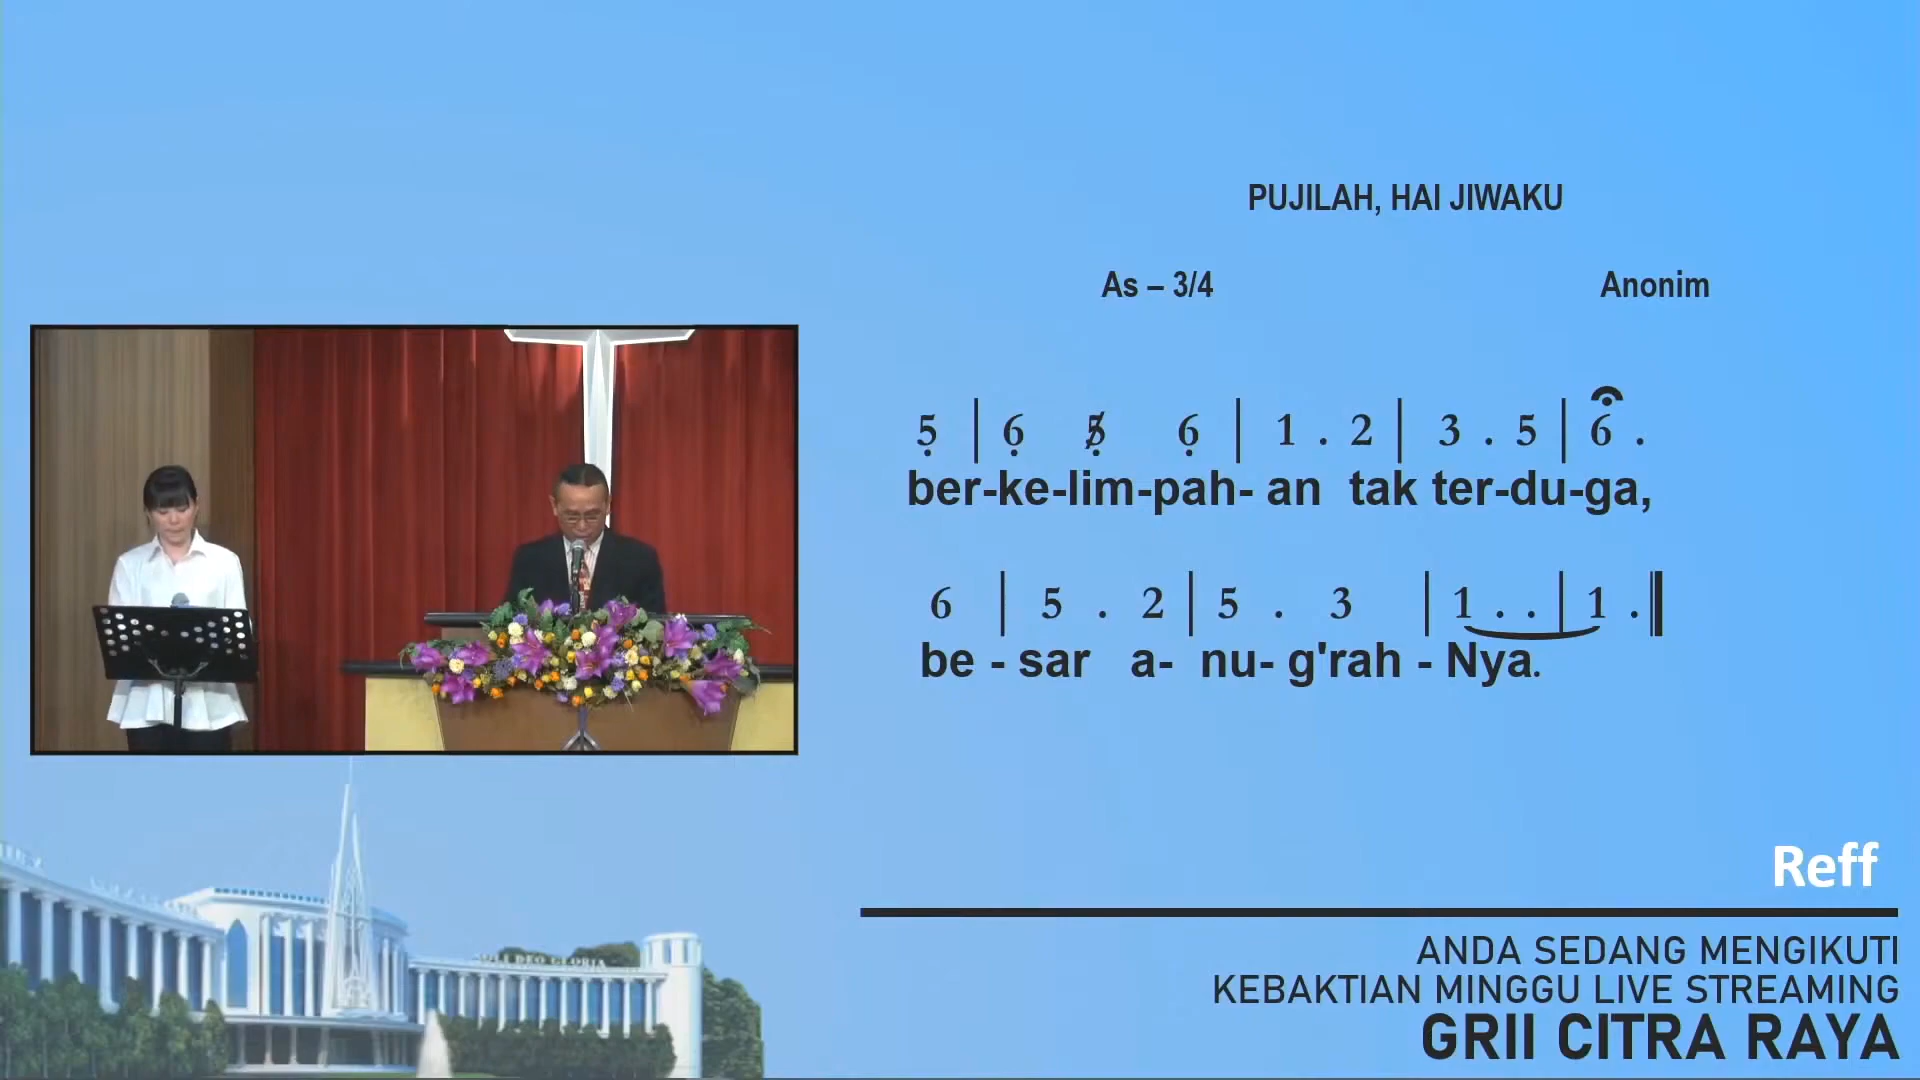 PUJILAH, HAI JIWAKU
As – 3/4 Anonim
5 | 6 5 6 | 1 . 2 | 3 . 5 | 6 .
ber-ke-lim-pah- an tak ter-du-ga,
6 | 5 . 2 | 5 . 3 | 1 . . | 1 .
be - sar a- nu- g'rah - Nya.
Reff
ANDA SEDANG MENGIKUTI
KEBAKTIAN MINGGU LIVE STREAMING
GRII CITRA RAYA